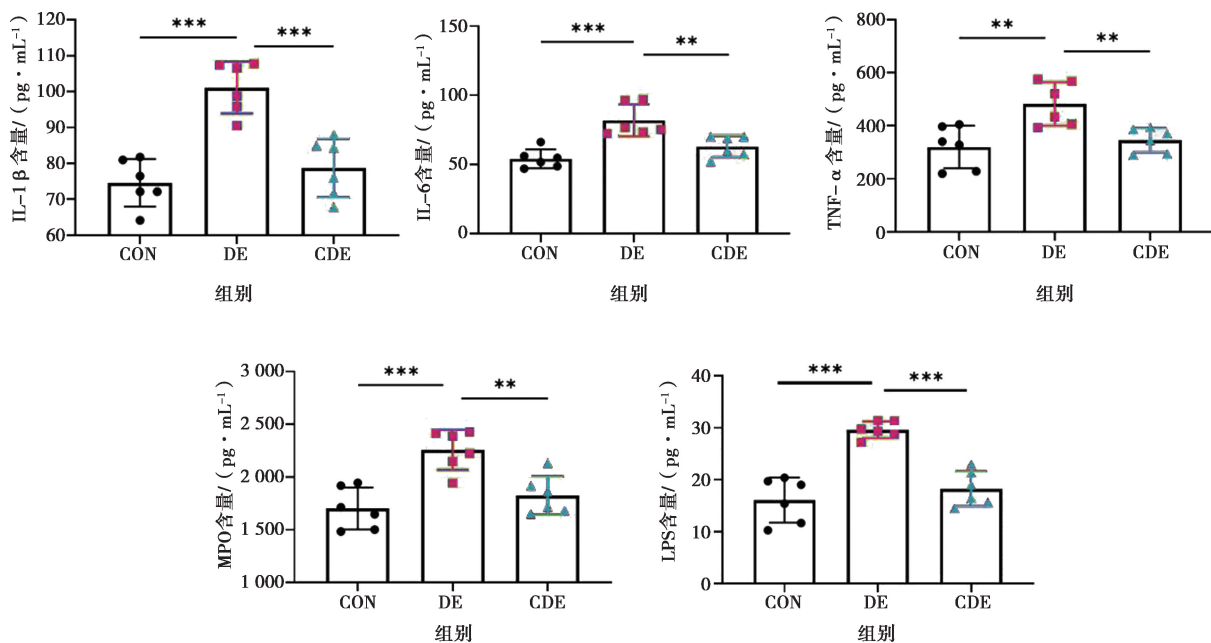 IL-1β含量/(pg·mL⁻¹)
120
110
100
90
80
70
60
***
***
CON
DE
CDE
组别
IL-6含量/(pg·mL⁻¹)
150
100
50
0
***
**
CON
DE
CDE
组别
TNF-α含量/(pg·mL⁻¹)
800
600
400
200
0
**
**
CON
DE
CDE
组别
MPO含量/(pg·mL⁻¹)
3 000
2 500
2 000
1 500
1 000
***
**
CON
DE
CDE
组别
LPS含量/(pg·mL⁻¹)
40
30
20
10
0
***
***
CON
DE
CDE
组别